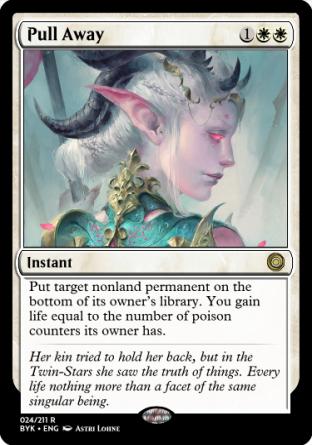 Pull Away 1
Instant
Put target nonland permanent on the
bottom of its owner's library. You gain
life equal to the number of poison
counters its owner has.
Her kin tried to hold her back, but in the
Twin-Stars she saw the truth of things. Every
life nothing more than a facet of the same
singular being.
024/211 R
BYK • ENG Astri Lohne